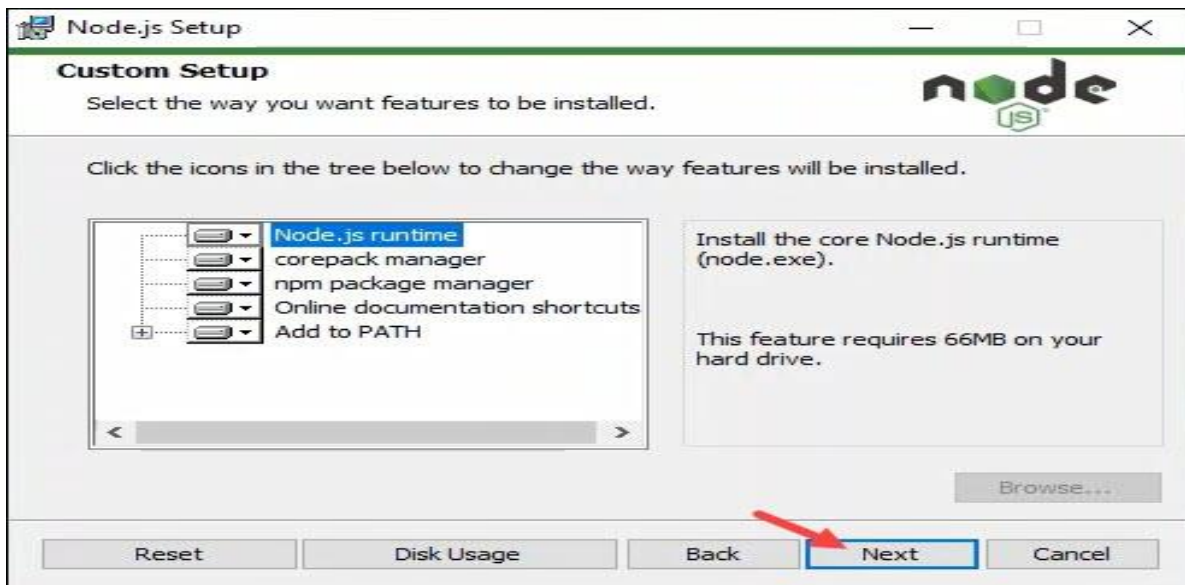 Node.js Setup
Custom Setup
Select the way you want features to be installed.
node
JS
Click the icons in the tree below to change the way features will be installed.
Node.js runtime
corepack manager
npm package manager
Online documentation shortcuts
Add to PATH
Install the core Node.js runtime
(node.exe).
This feature requires 66MB on your
hard drive.
Browse...
Reset
Disk Usage
Back
Next
Cancel